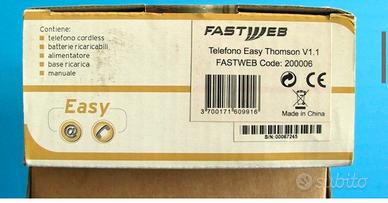 Contiene:
• telefono cordless
• batterie ricaricabili
• alimentatore
• base ricarica
• manuale
Easy
@
FASTWEB
Telefono Easy Thomson V1.1
FASTWEB Code: 200006
3 700171 609916
Made in China
S/N: 00067245
subito